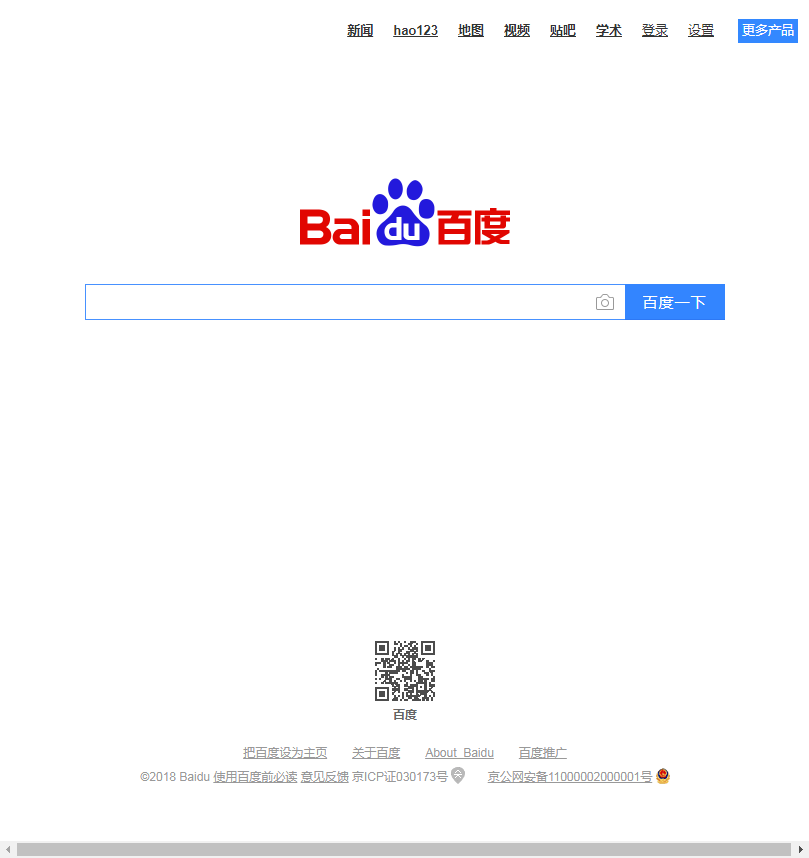 新闻 hao123 地图 视频 贴吧 学术 登录 设置 更多产品
Bai du 百度
百度一下
百度
把百度设为主页 关于百度 About Baidu 百度推广
©2018 Baidu 使用百度前必读 意见反馈 京ICP证030173号 京公网安备11000002000001号